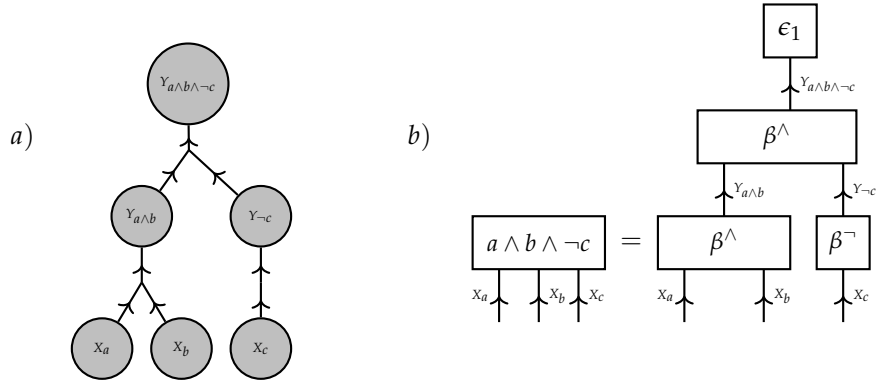 a)
Y_{a∧b∧¬c}
Y_{a∧b} Y_{¬c}
X_a X_b X_c
b)
ϵ_1
Y_{a∧b∧¬c}
β^∧
Y_{a∧b} Y_{¬c}
a ∧ b ∧ ¬c = β^∧ β^¬
X_a X_b X_c X_a X_b X_c